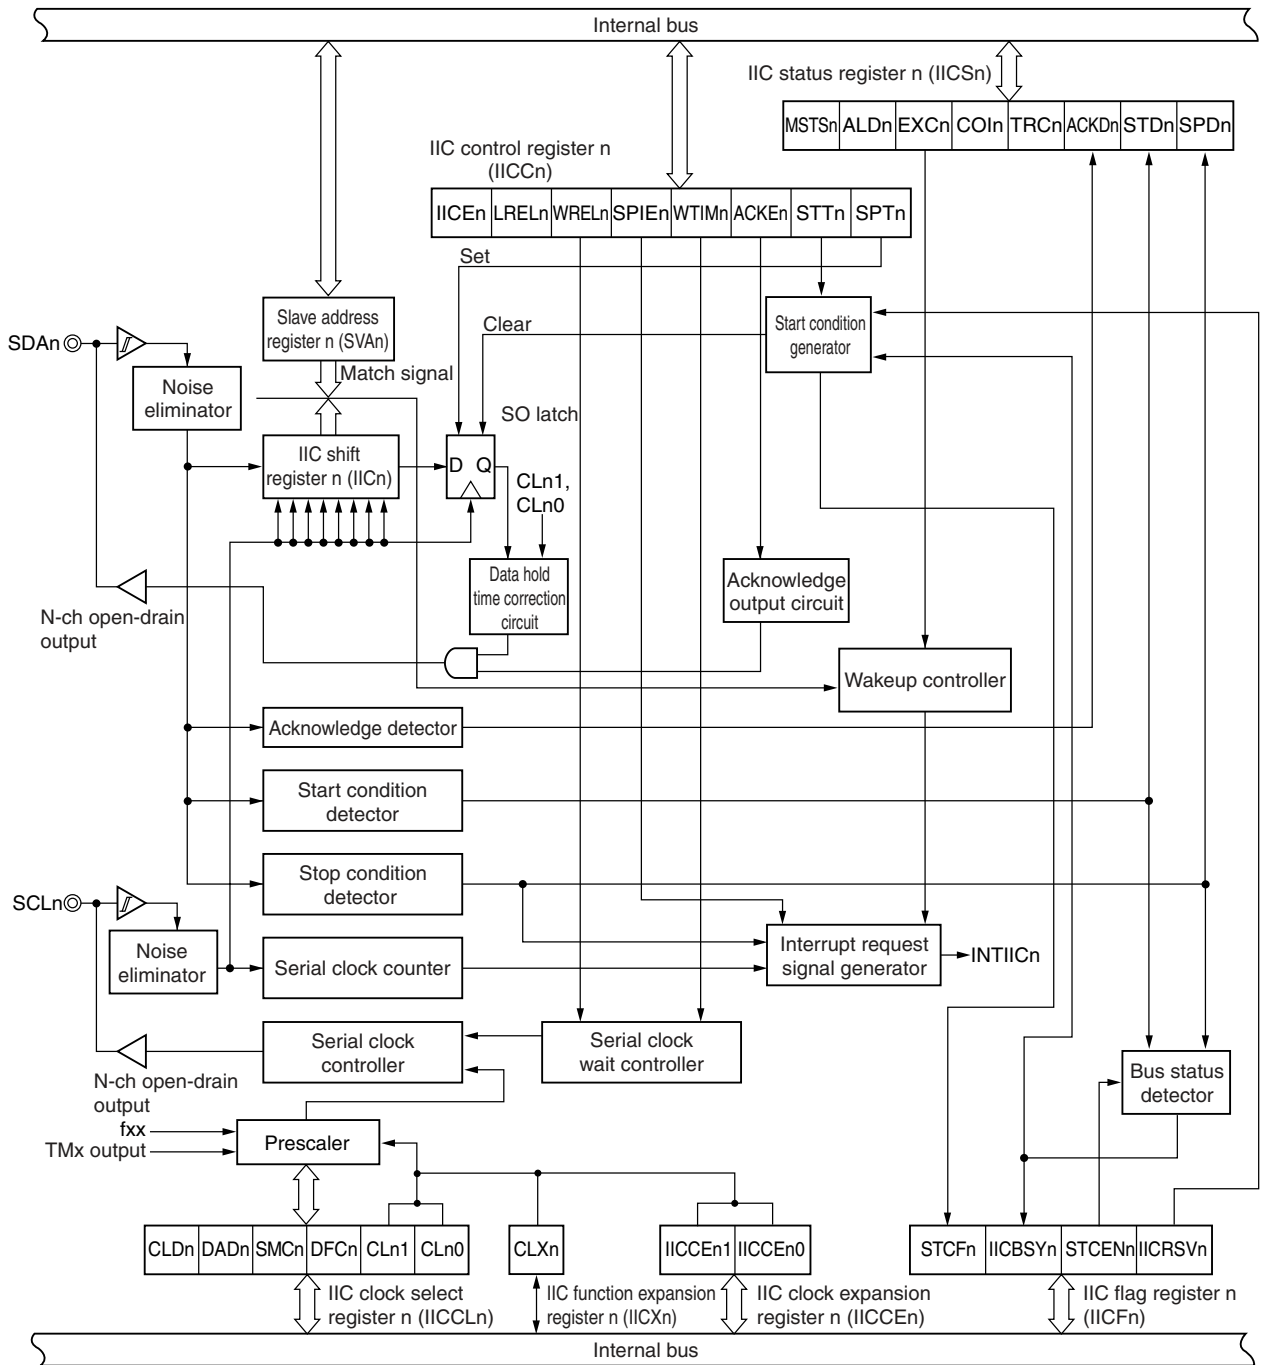 Internal bus
IIC status register n (IICSn)
MSTSn ALDn EXCn COIn TRCn ACKDn STDn SPDn
IIC control register n
(IICCn)
IICEn LRELn WRELn SPIEn WTIMn ACKEn STTn SPTn
Set
Slave address
register n (SVAn)
Start condition
generator
Clear
SDAn
Match signal
Noise
eliminator
SO latch
IIC shift
register n (IICn)
D Q
CLn1,
CLn0
Data hold
time correction
circuit
Acknowledge
output circuit
N-ch open-drain
output
Wakeup controller
Acknowledge detector
Start condition
detector
Stop condition
detector
SCLn
Noise
eliminator
Serial clock counter
Interrupt request
signal generator
INTIICn
Serial clock
controller
Serial clock
wait controller
Bus status
detector
N-ch open-drain
output
fxx
TMx output
Prescaler
CLDn DADn SMCn DFCn CLn1 CLn0
CLXn
IICCEn1 IICCEn0
STCFn IICBSYn STCENn IICRSVn
IIC clock select
register n (IICCLn)
IIC function expansion
register n (IICXn)
IIC clock expansion
register n (IICCEn)
IIC flag register n
(IICFn)
Internal bus